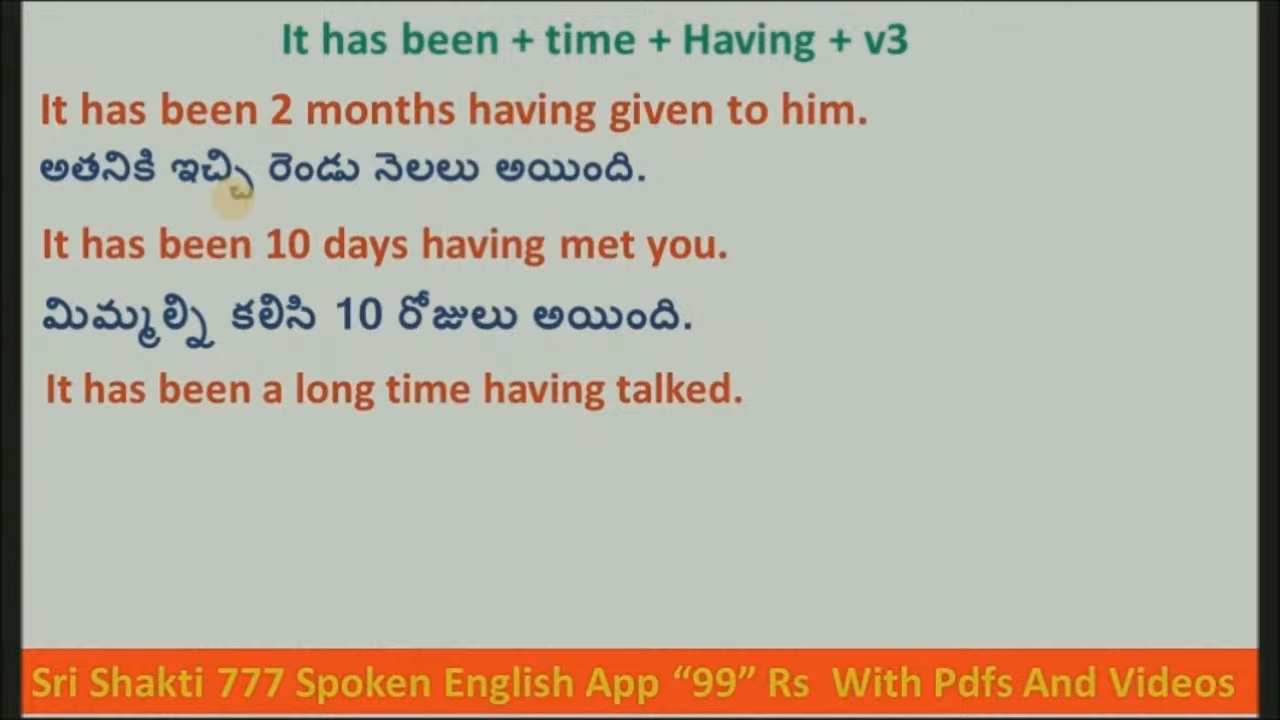 It has been + time + Having + v3
It has been 2 months having given to him.
అతనికి ఇచ్చి రెండు నెలలు అయింది.
It has been 10 days having met you.
మిమ్మల్ని కలిసి 10 రోజులు అయింది.
It has been a long time having talked.
Sri Shakti 777 Spoken English App “99” Rs With Pdfs And Videos